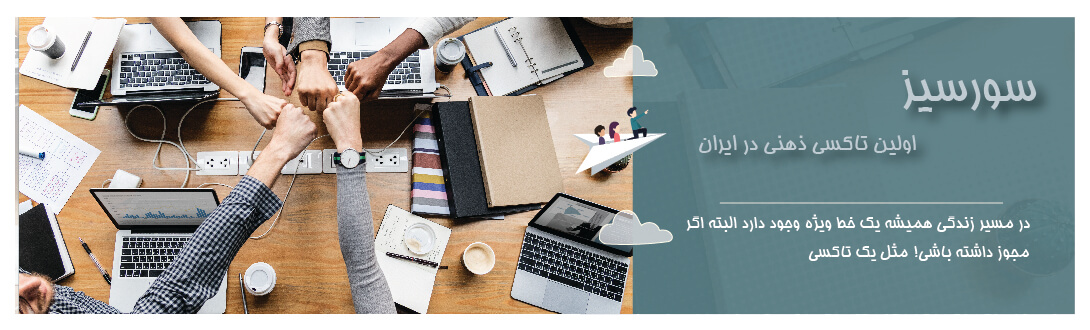 سورسیز
اولین تاکسی ذهنی در ایران
در مسیر زندگی همیشه یک خط ویژه وجود دارد البته اگر
مجوز داشته باشی! مثل یک تاکسی